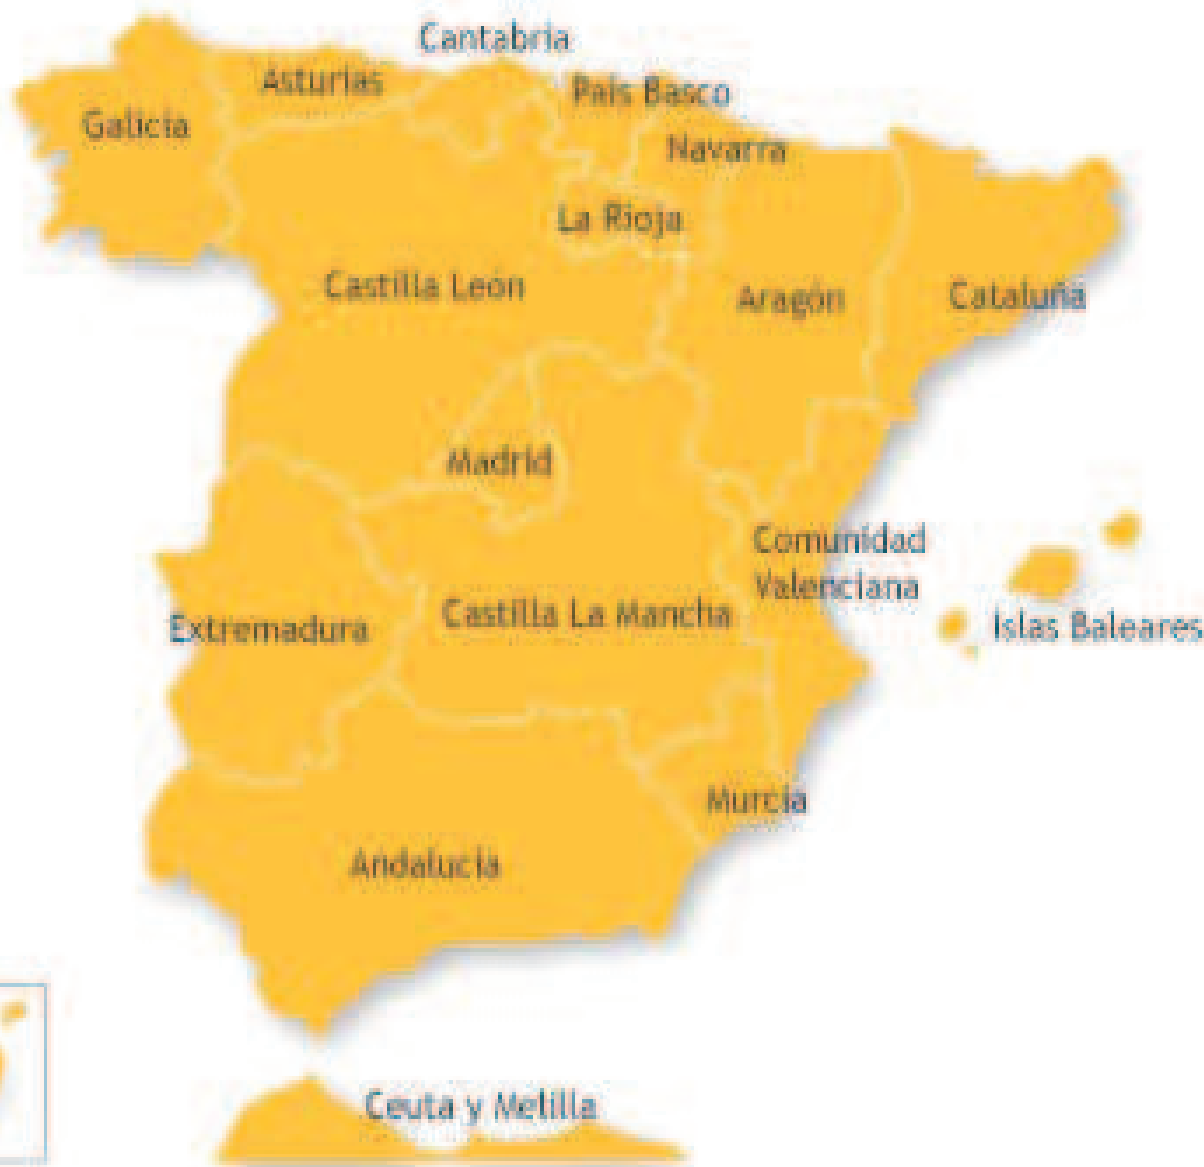 Cantabria
Asturias
País Basco
Galicia
Navarra
La Rioja
Castilla León
Aragón
Cataluña
Madrid
Comunidad
Valenciana
Castilla La Mancha
Extremadura
Islas Baleares
Murcia
Andalucía
Ceuta y Melilla